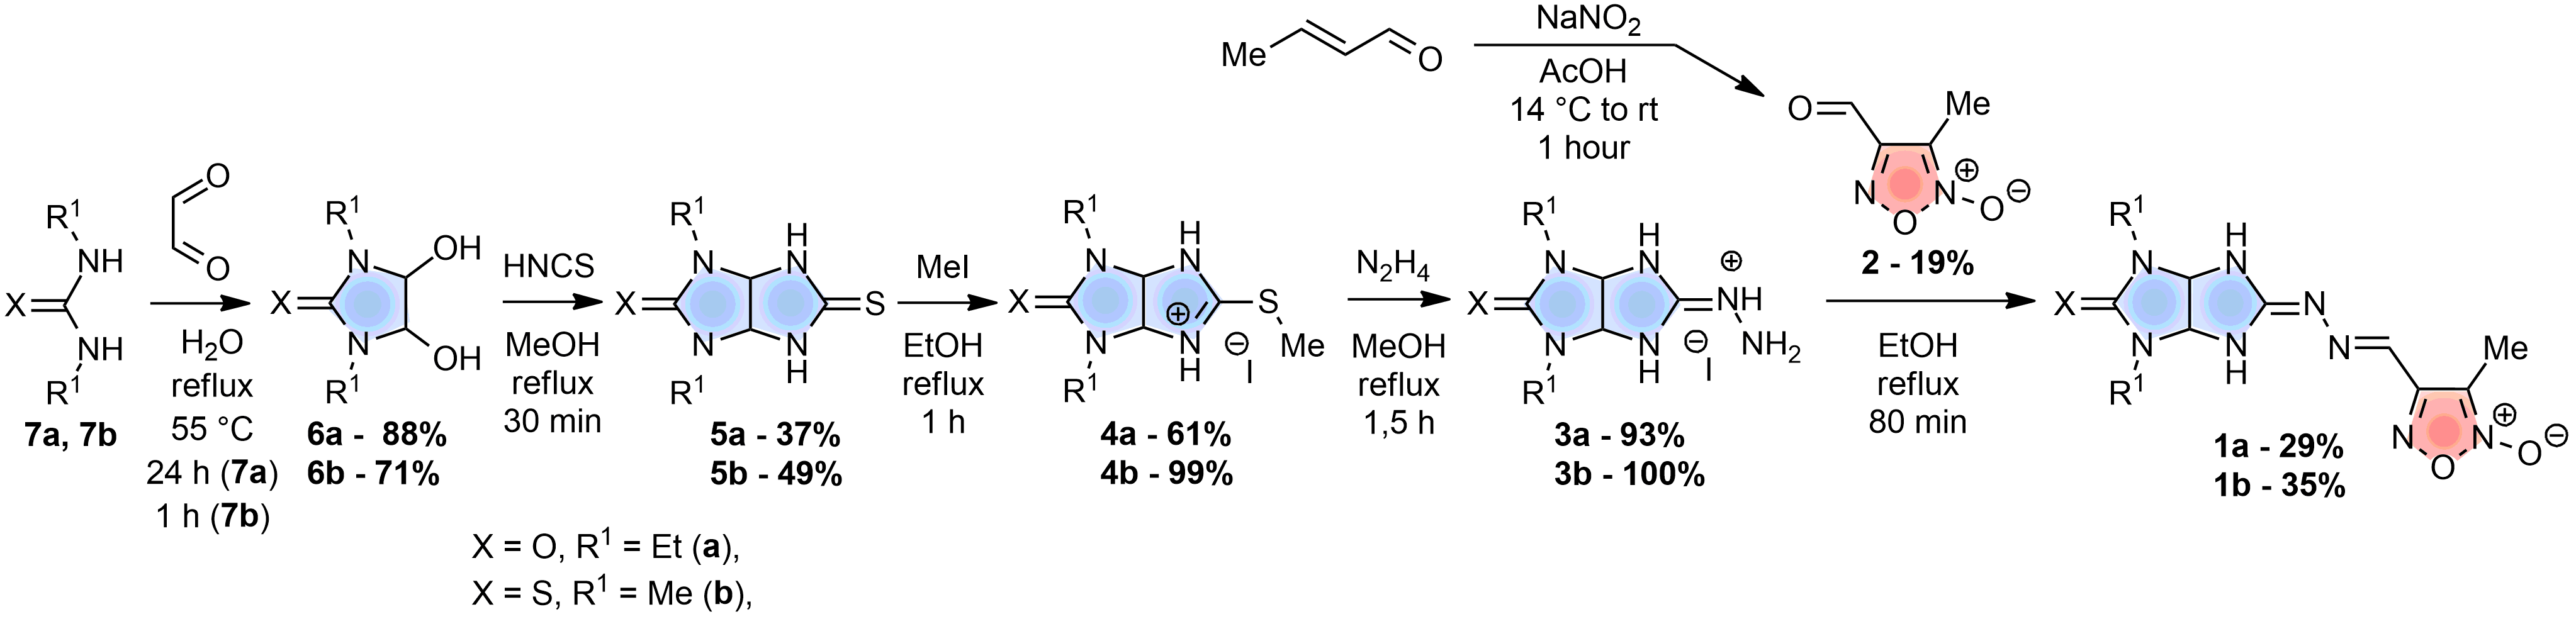 Me
O
NaNO2
AcOH
14 °C to rt
1 hour
O
Me
N
O
N
⊕
O
⊖
2 - 19%
R1
NH
X
NH
R1
7a, 7b
O
O
H2O
reflux
55 °C
24 h (7a)
1 h (7b)
R1
N
OH
X
N
OH
R1
6a - 88%
6b - 71%
HNCS
MeOH
reflux
30 min
R1
H
N
N
X
S
N
N
R1
H
5a - 37%
5b - 49%
MeI
EtOH
reflux
1 h
R1
H
N
N
X
⊕
S
N
N
⊖
Me
R1
H
I
4a - 61%
4b - 99%
N2H4
MeOH
reflux
1,5 h
R1
H
N
N
⊕
X
NH
N
N
⊖
NH2
R1
H
I
3a - 93%
3b - 100%
EtOH
reflux
80 min
R1
H
N
N
X
N
N
N
N
Me
R1
H
N
O
N
⊕
O
⊖
1a - 29%
1b - 35%
X = O, R1 = Et (a),
X = S, R1 = Me (b),